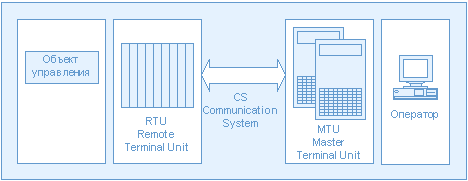 Объект
управления
RTU
Remote
Terminal Unit
CS
Communication
System
MTU
Master
Terminal Unit
Оператор